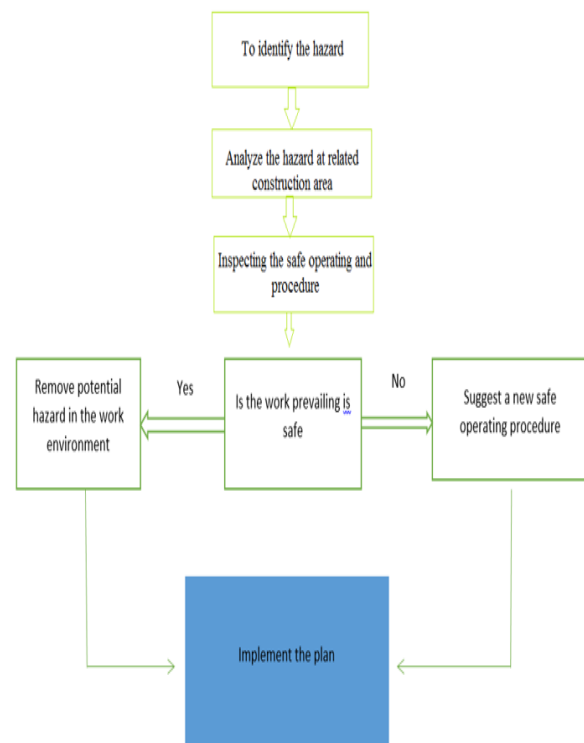 To identify the hazard
Analyze the hazard at related
construction area
Inspecting the safe operating and
procedure
Remove potential
hazard in the work
environment
Yes
Is the work prevailing is
safe
No
Suggest a new safe
operating procedure
Implement the plan